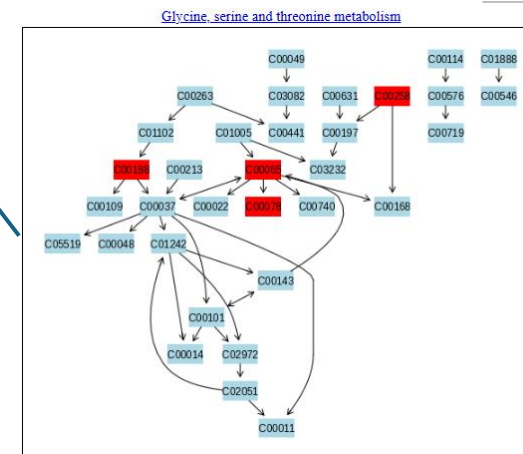 Glycine, serine and threonine metabolism
C00049 C00114 C01888
C00263 C03082 C00631 C00258 C00576 C00546
C01102 C01005 C00441 C00197 C00719
C00188 C00213 C00065 C03232
C00109 C00037 C00022 C00078 C00740 C00168
C05519 C00048 C01242
C00143
C00101
C00014 C02972
C02051
C00011